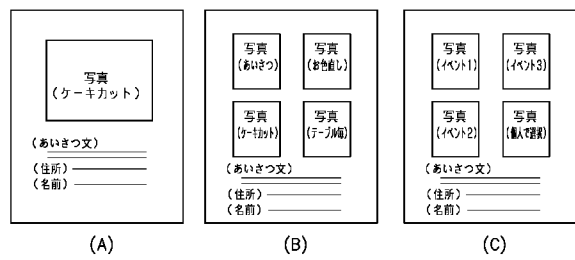 写真
(ケーキカット)
(あいさつ文)
(住所)
(名前)
(A)
写真
(あいさつ)
写真
(お色直し)
写真
(ケーキカット)
写真
(テーブル毎)
(あいさつ文)
(住所)
(名前)
(B)
写真
(イベント1)
写真
(イベント3)
写真
(イベント2)
写真
(個人で選択)
(あいさつ文)
(住所)
(名前)
(C)